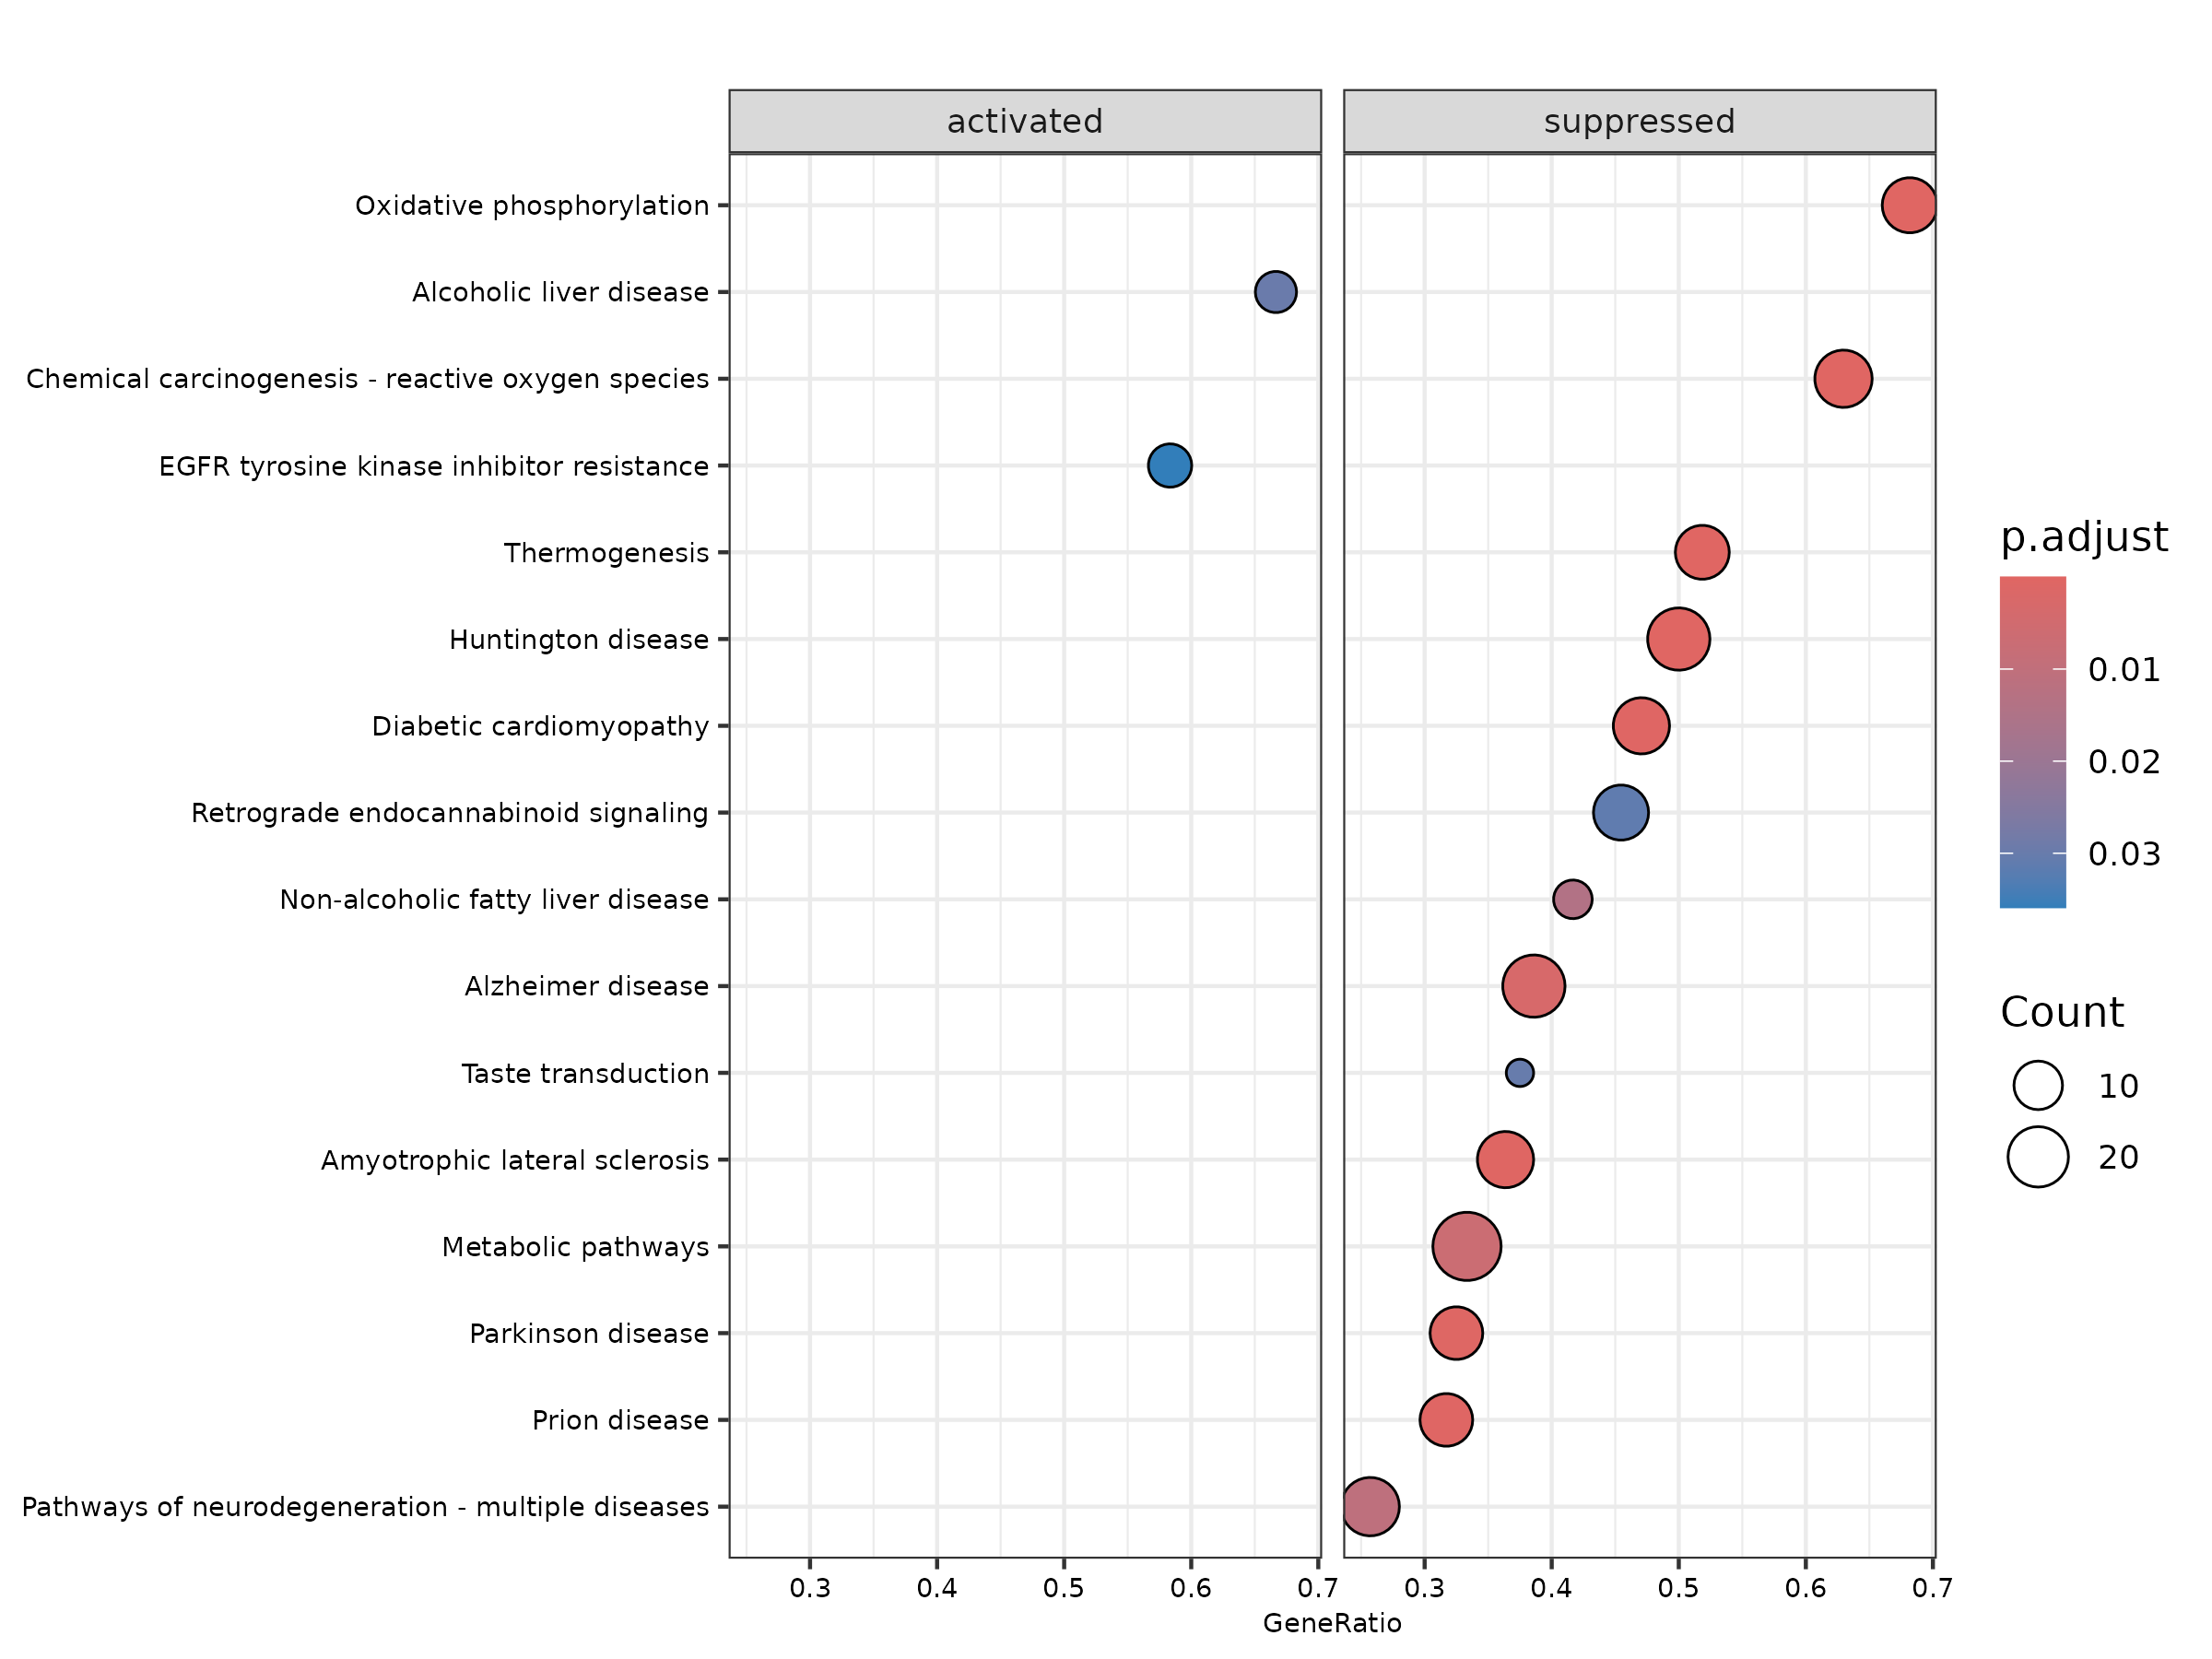 activated
suppressed
Oxidative phosphorylation
Alcoholic liver disease
Chemical carcinogenesis - reactive oxygen species
EGFR tyrosine kinase inhibitor resistance
Thermogenesis
Huntington disease
Diabetic cardiomyopathy
Retrograde endocannabinoid signaling
Non-alcoholic fatty liver disease
Alzheimer disease
Taste transduction
Amyotrophic lateral sclerosis
Metabolic pathways
Parkinson disease
Prion disease
Pathways of neurodegeneration - multiple diseases
0.3 0.4 0.5 0.6 0.7
0.3 0.4 0.5 0.6 0.7
GeneRatio
p.adjust
0.01
0.02
0.03
Count
10
20